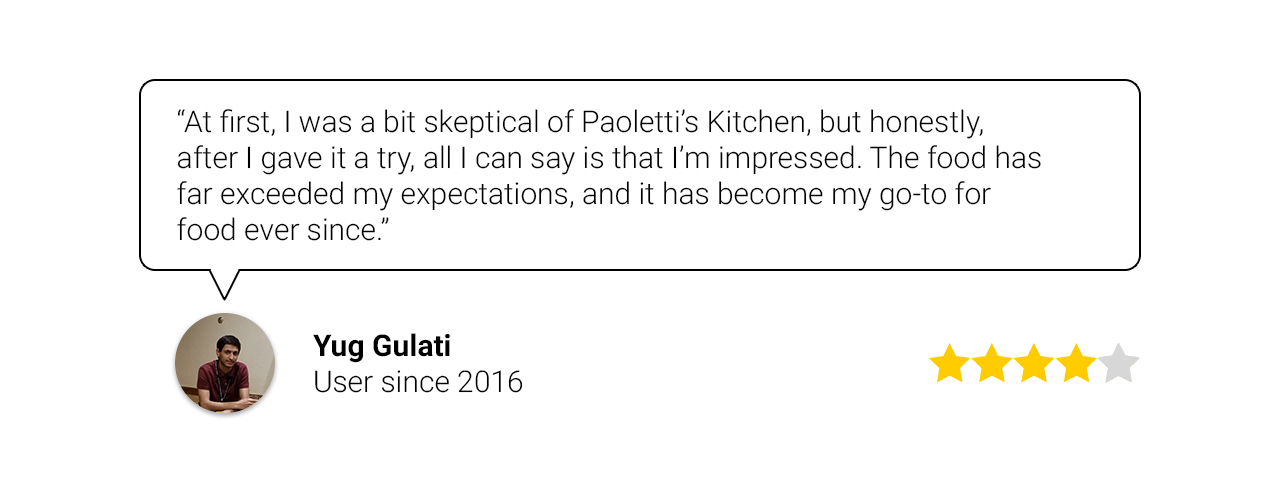 “At first, I was a bit skeptical of Paoletti’s Kitchen, but honestly,
after I gave it a try, all I can say is that I’m impressed. The food has
far exceeded my expectations, and it has become my go-to for
food ever since.”
Yug Gulati
User since 2016